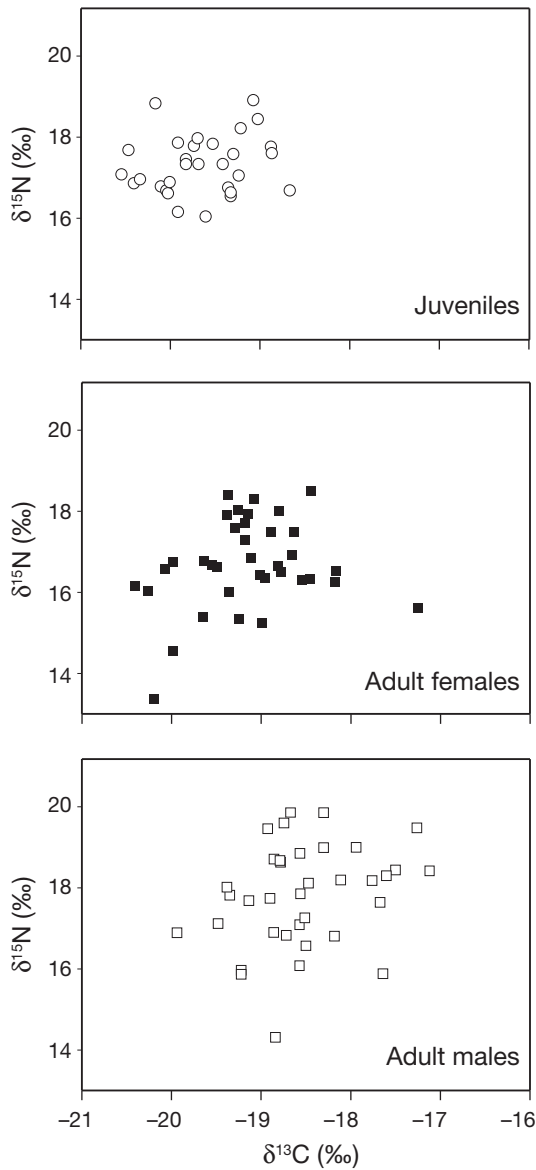 20
18
16
14
δ¹⁵N (‰)
Juveniles
20
18
16
14
δ¹⁵N (‰)
Adult females
20
18
16
14
δ¹⁵N (‰)
Adult males
–21 –20 –19 –18 –17 –16
δ¹³C (‰)